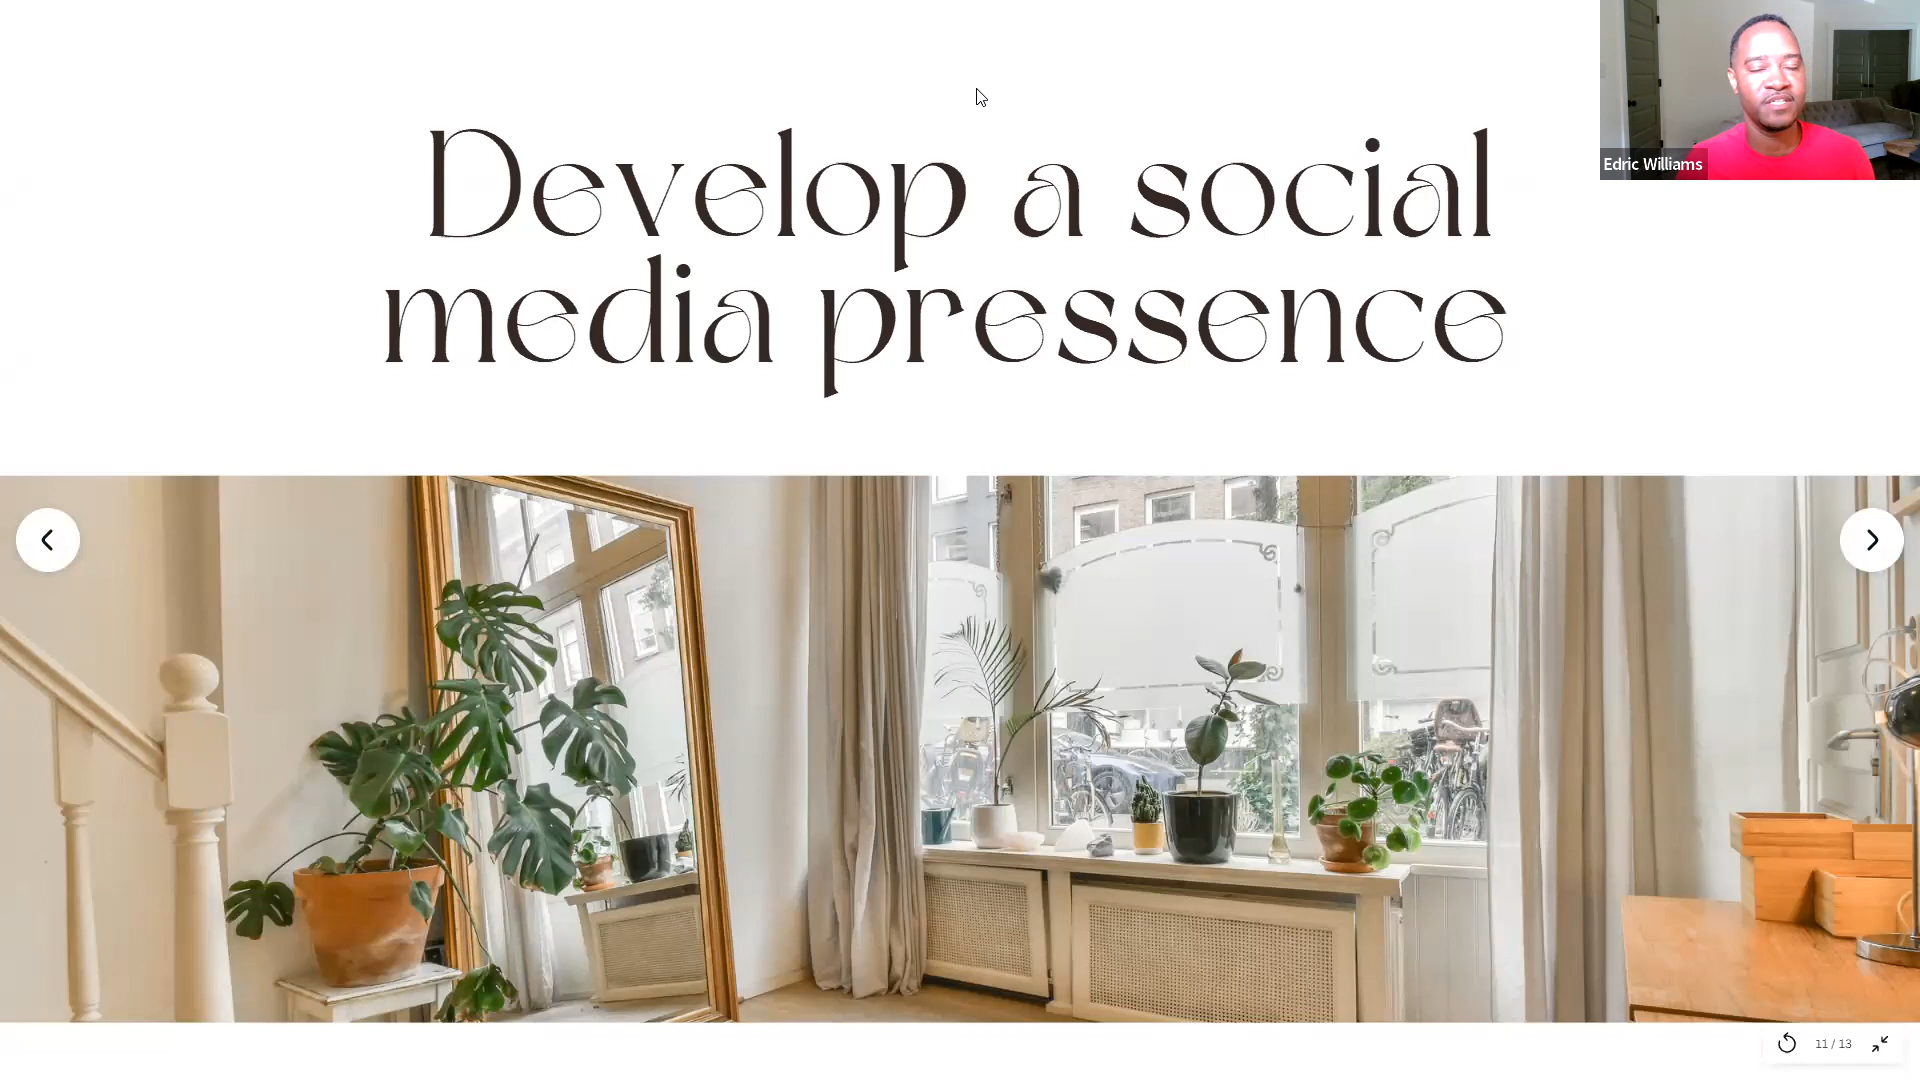 Develop a social
media pressence
Edric Williams
11 / 13